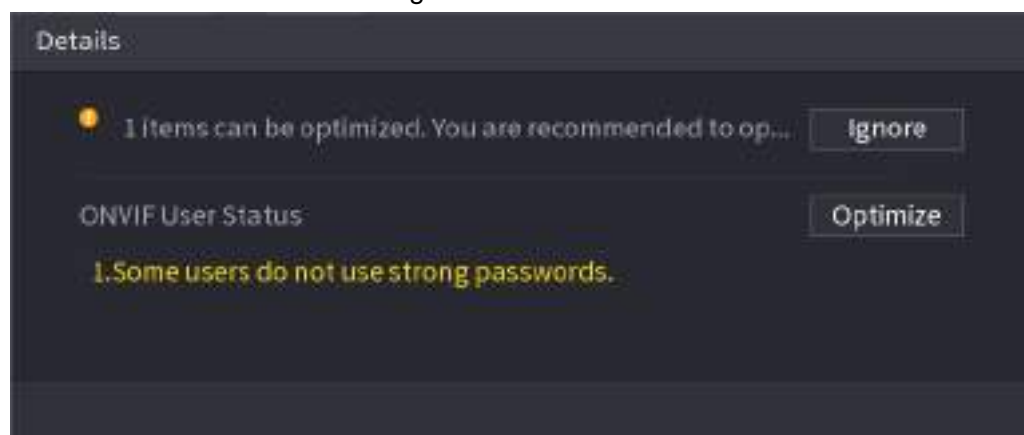 Details
1 items can be optimized. You are recommended to op...
Ignore
ONVIF User Status
Optimize
1.Some users do not use strong passwords.